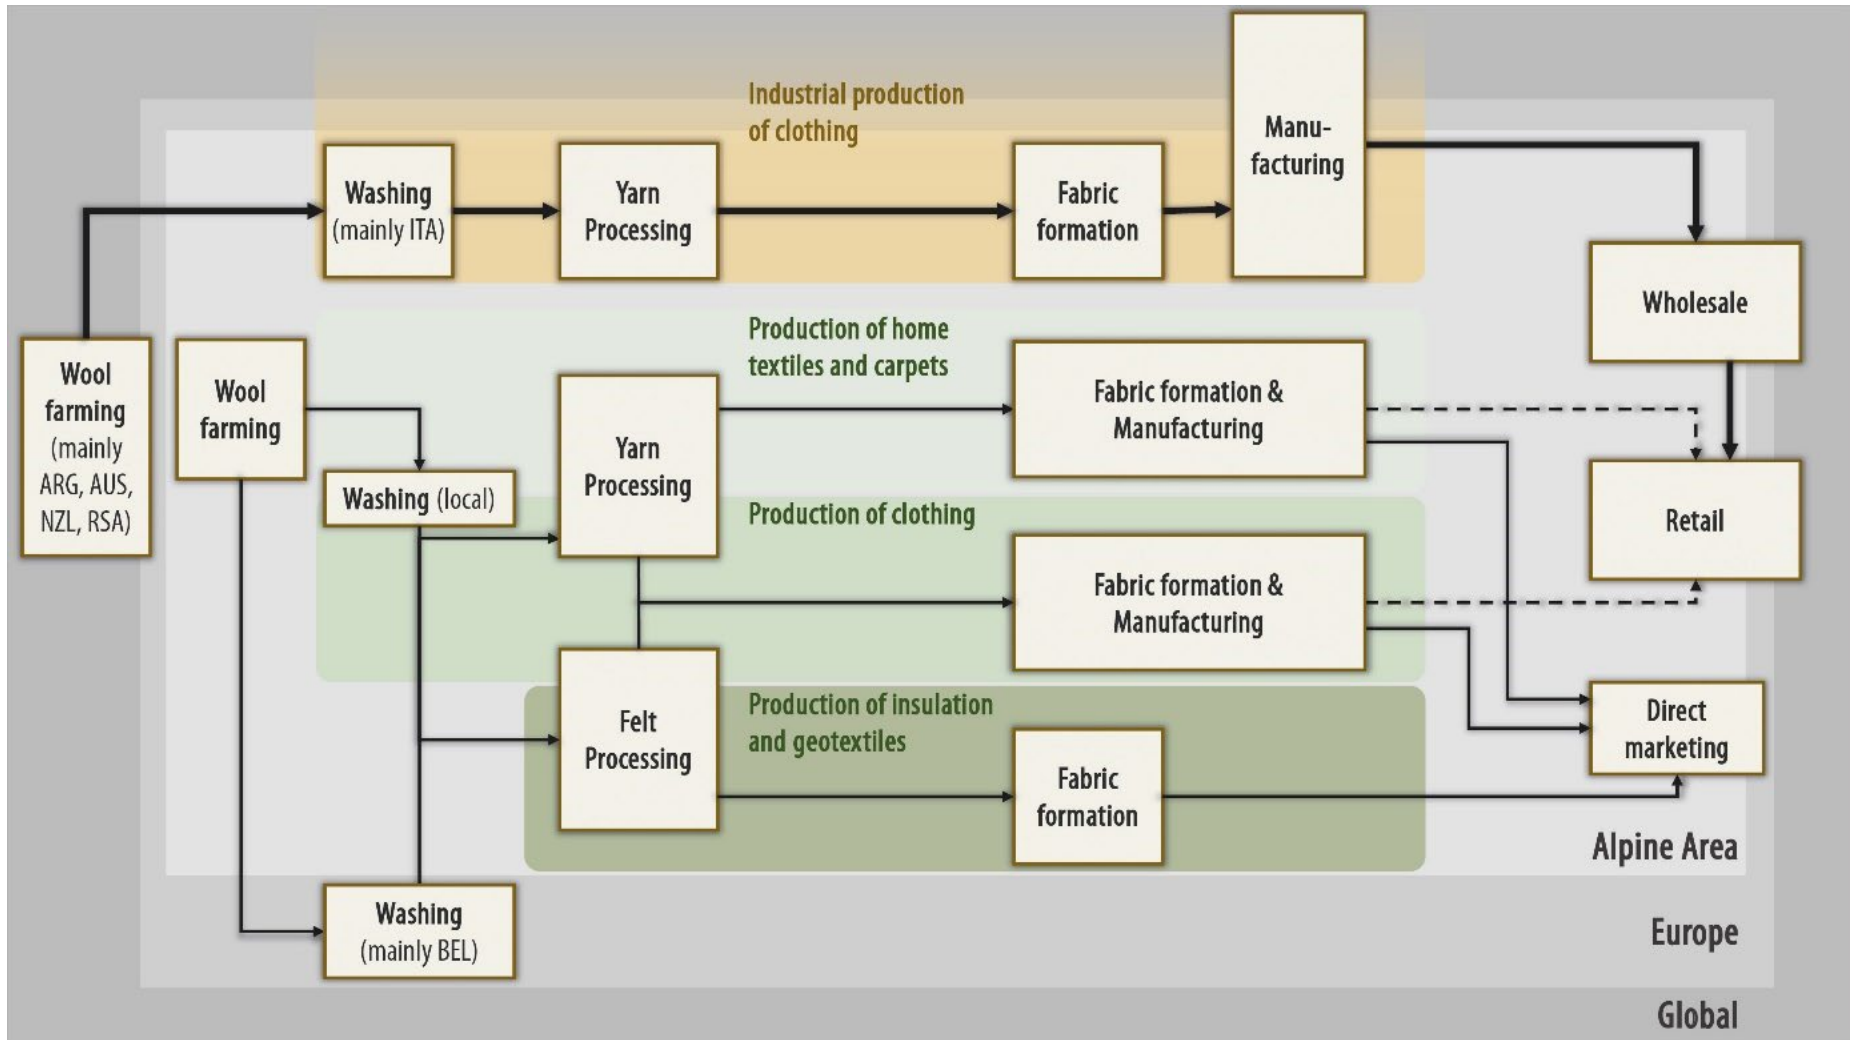 Industrial production
of clothing
Manu-
facturing
Washing
(mainly ITA)
Yarn
Processing
Fabric
formation
Wholesale
Wool
farming
(mainly
ARG, AUS,
NZL, RSA)
Wool
farming
Production of home
textiles and carpets
Yarn
Processing
Fabric formation &
Manufacturing
Washing (local)
Retail
Production of clothing
Fabric formation &
Manufacturing
Felt
Processing
Production of insulation
and geotextiles
Fabric
formation
Direct
marketing
Alpine Area
Washing
(mainly BEL)
Europe
Global